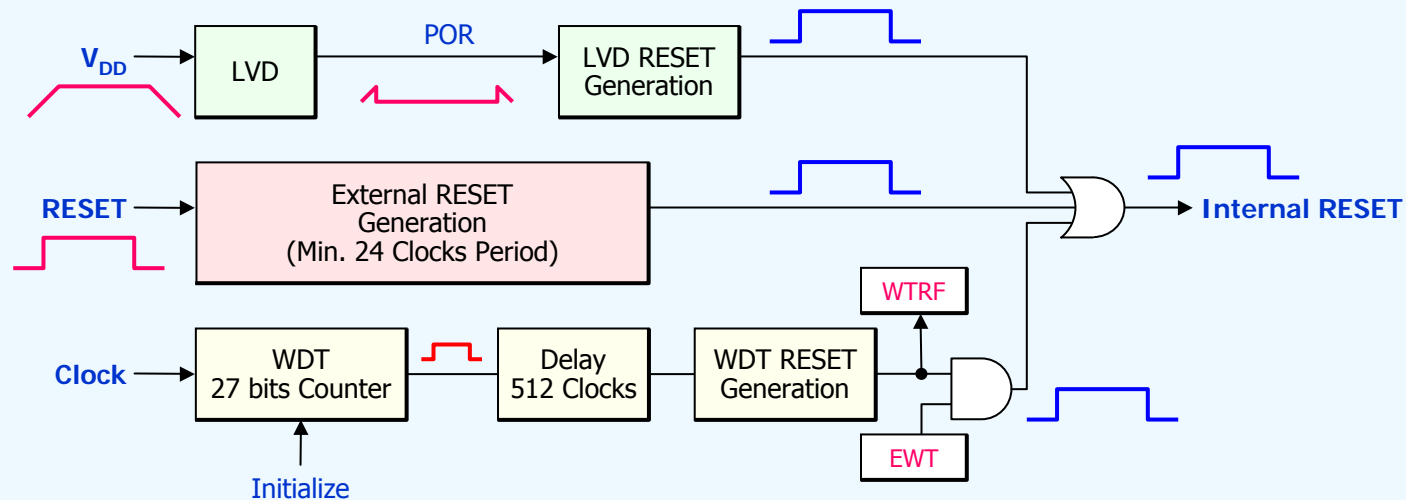 V_DD
LVD
POR
LVD RESET
Generation
RESET
External RESET
Generation
(Min. 24 Clocks Period)
Internal RESET
WTRF
Clock
WDT
27 bits Counter
Delay
512 Clocks
WDT RESET
Generation
EWT
Initialize